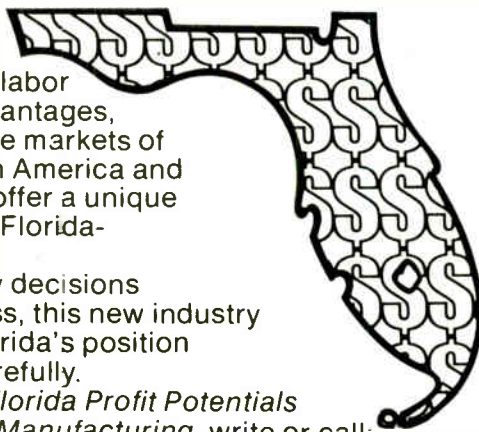 labor
antages,
e markets of
n America and
offer a unique
Florida-
y decisions
ss, this new industry
rida's position
refully.
lorida Profit Potentials
Manufacturing, write or call: